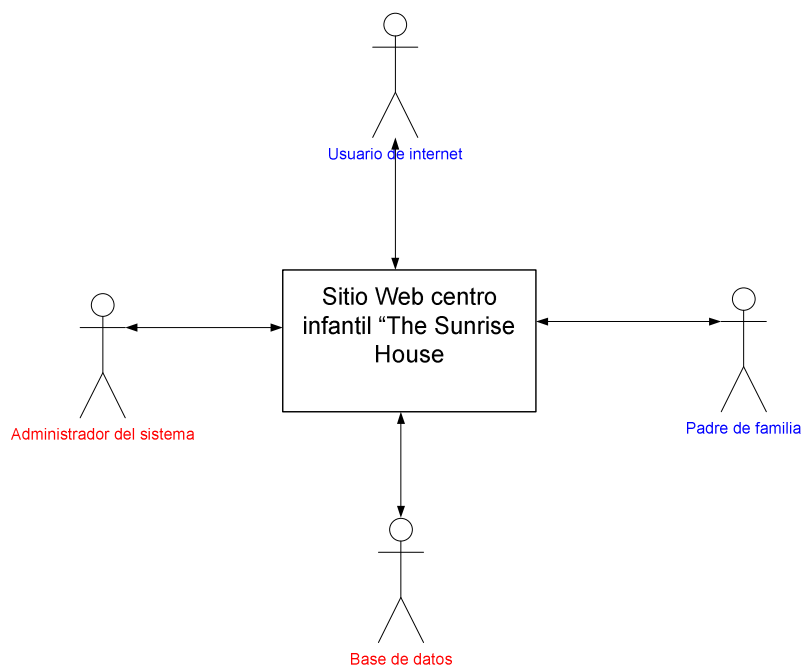 Usuario de internet
Sitio Web centro
infantil “The Sunrise
House
Administrador del sistema
Padre de familia
Base de datos